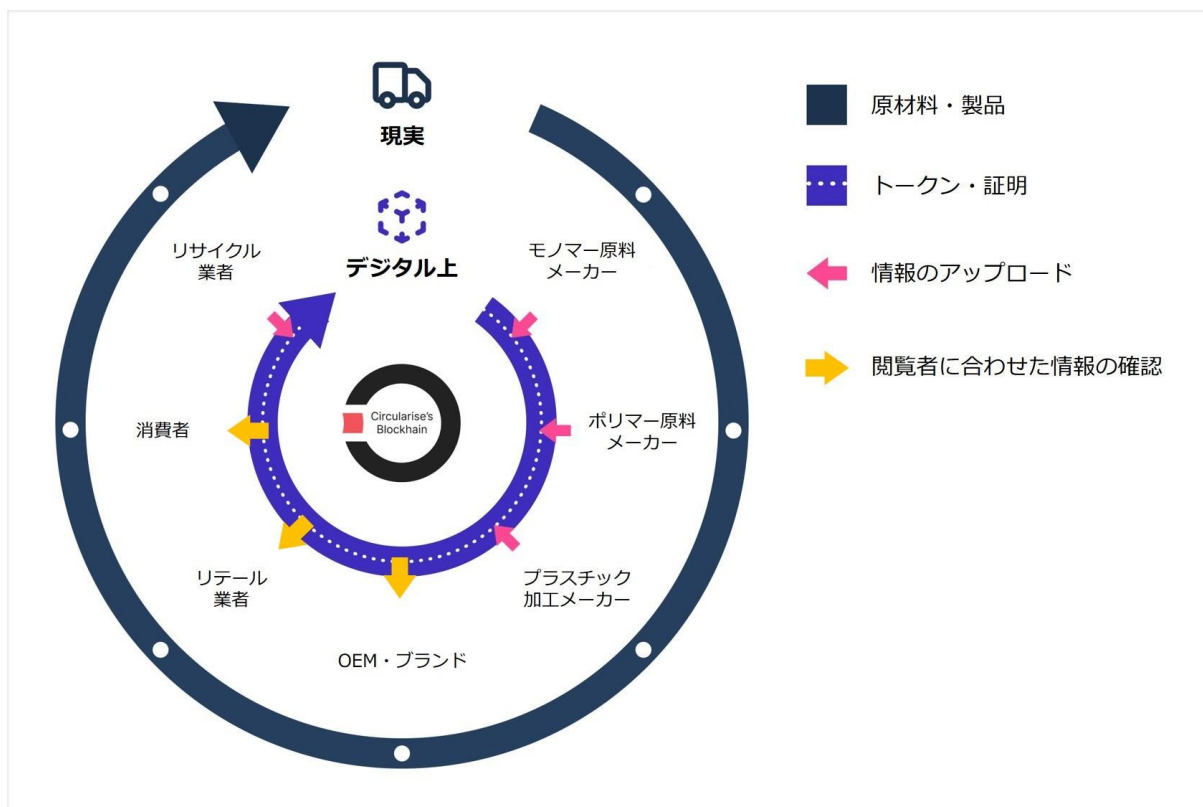 現実
デジタル上
リサイクル
業者
モノマー原料
メーカー
消費者
Circularise's
Blockhain
ポリマー原料
メーカー
リテール
業者
プラスチック
加工メーカー
OEM・ブランド
原材料・製品
トークン・証明
情報のアップロード
閲覧者に合わせた情報の確認